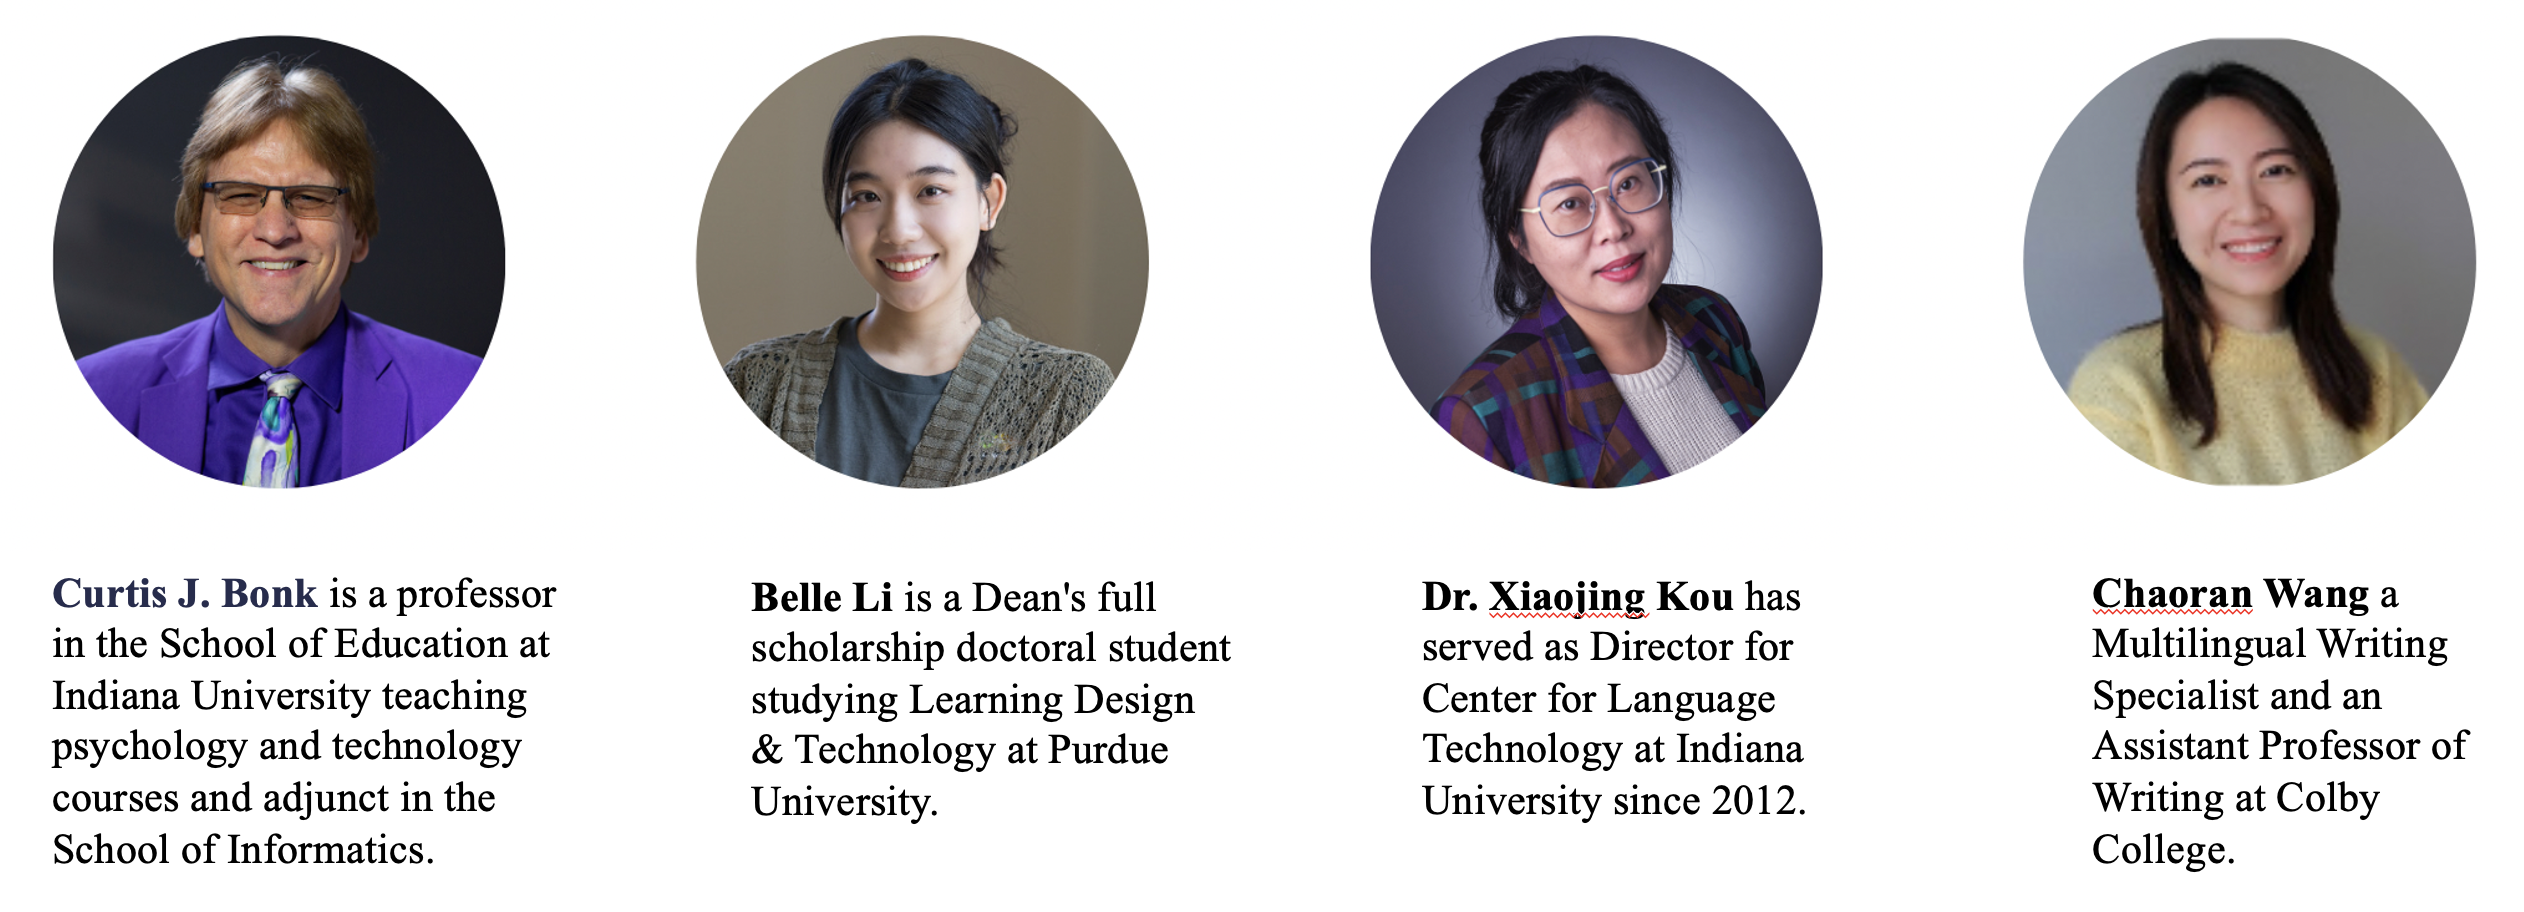 Curtis J. Bonk is a professor
in the School of Education at
Indiana University teaching
psychology and technology
courses and adjunct in the
School of Informatics.
Belle Li is a Dean's full
scholarship doctoral student
studying Learning Design
& Technology at Purdue
University.
Dr. Xiaojing Kou has
served as Director for
Center for Language
Technology at Indiana
University since 2012.
Chaoran Wang a
Multilingual Writing
Specialist and an
Assistant Professor of
Writing at Colby
College.